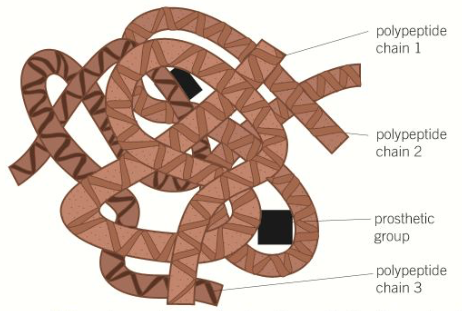 polypeptide
chain 1
polypeptide
chain 2
prosthetic
group
polypeptide
chain 3